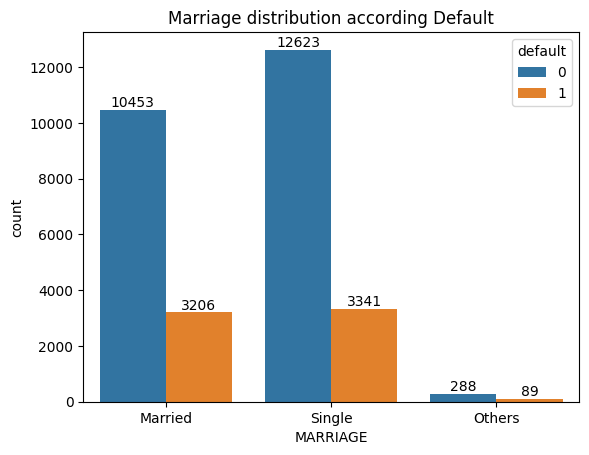 Marriage distribution according Default
default
0
1
12623
10453
3206
3341
288
89
12000
10000
8000
6000
4000
2000
0
count
Married
Single
Others
MARRIAGE